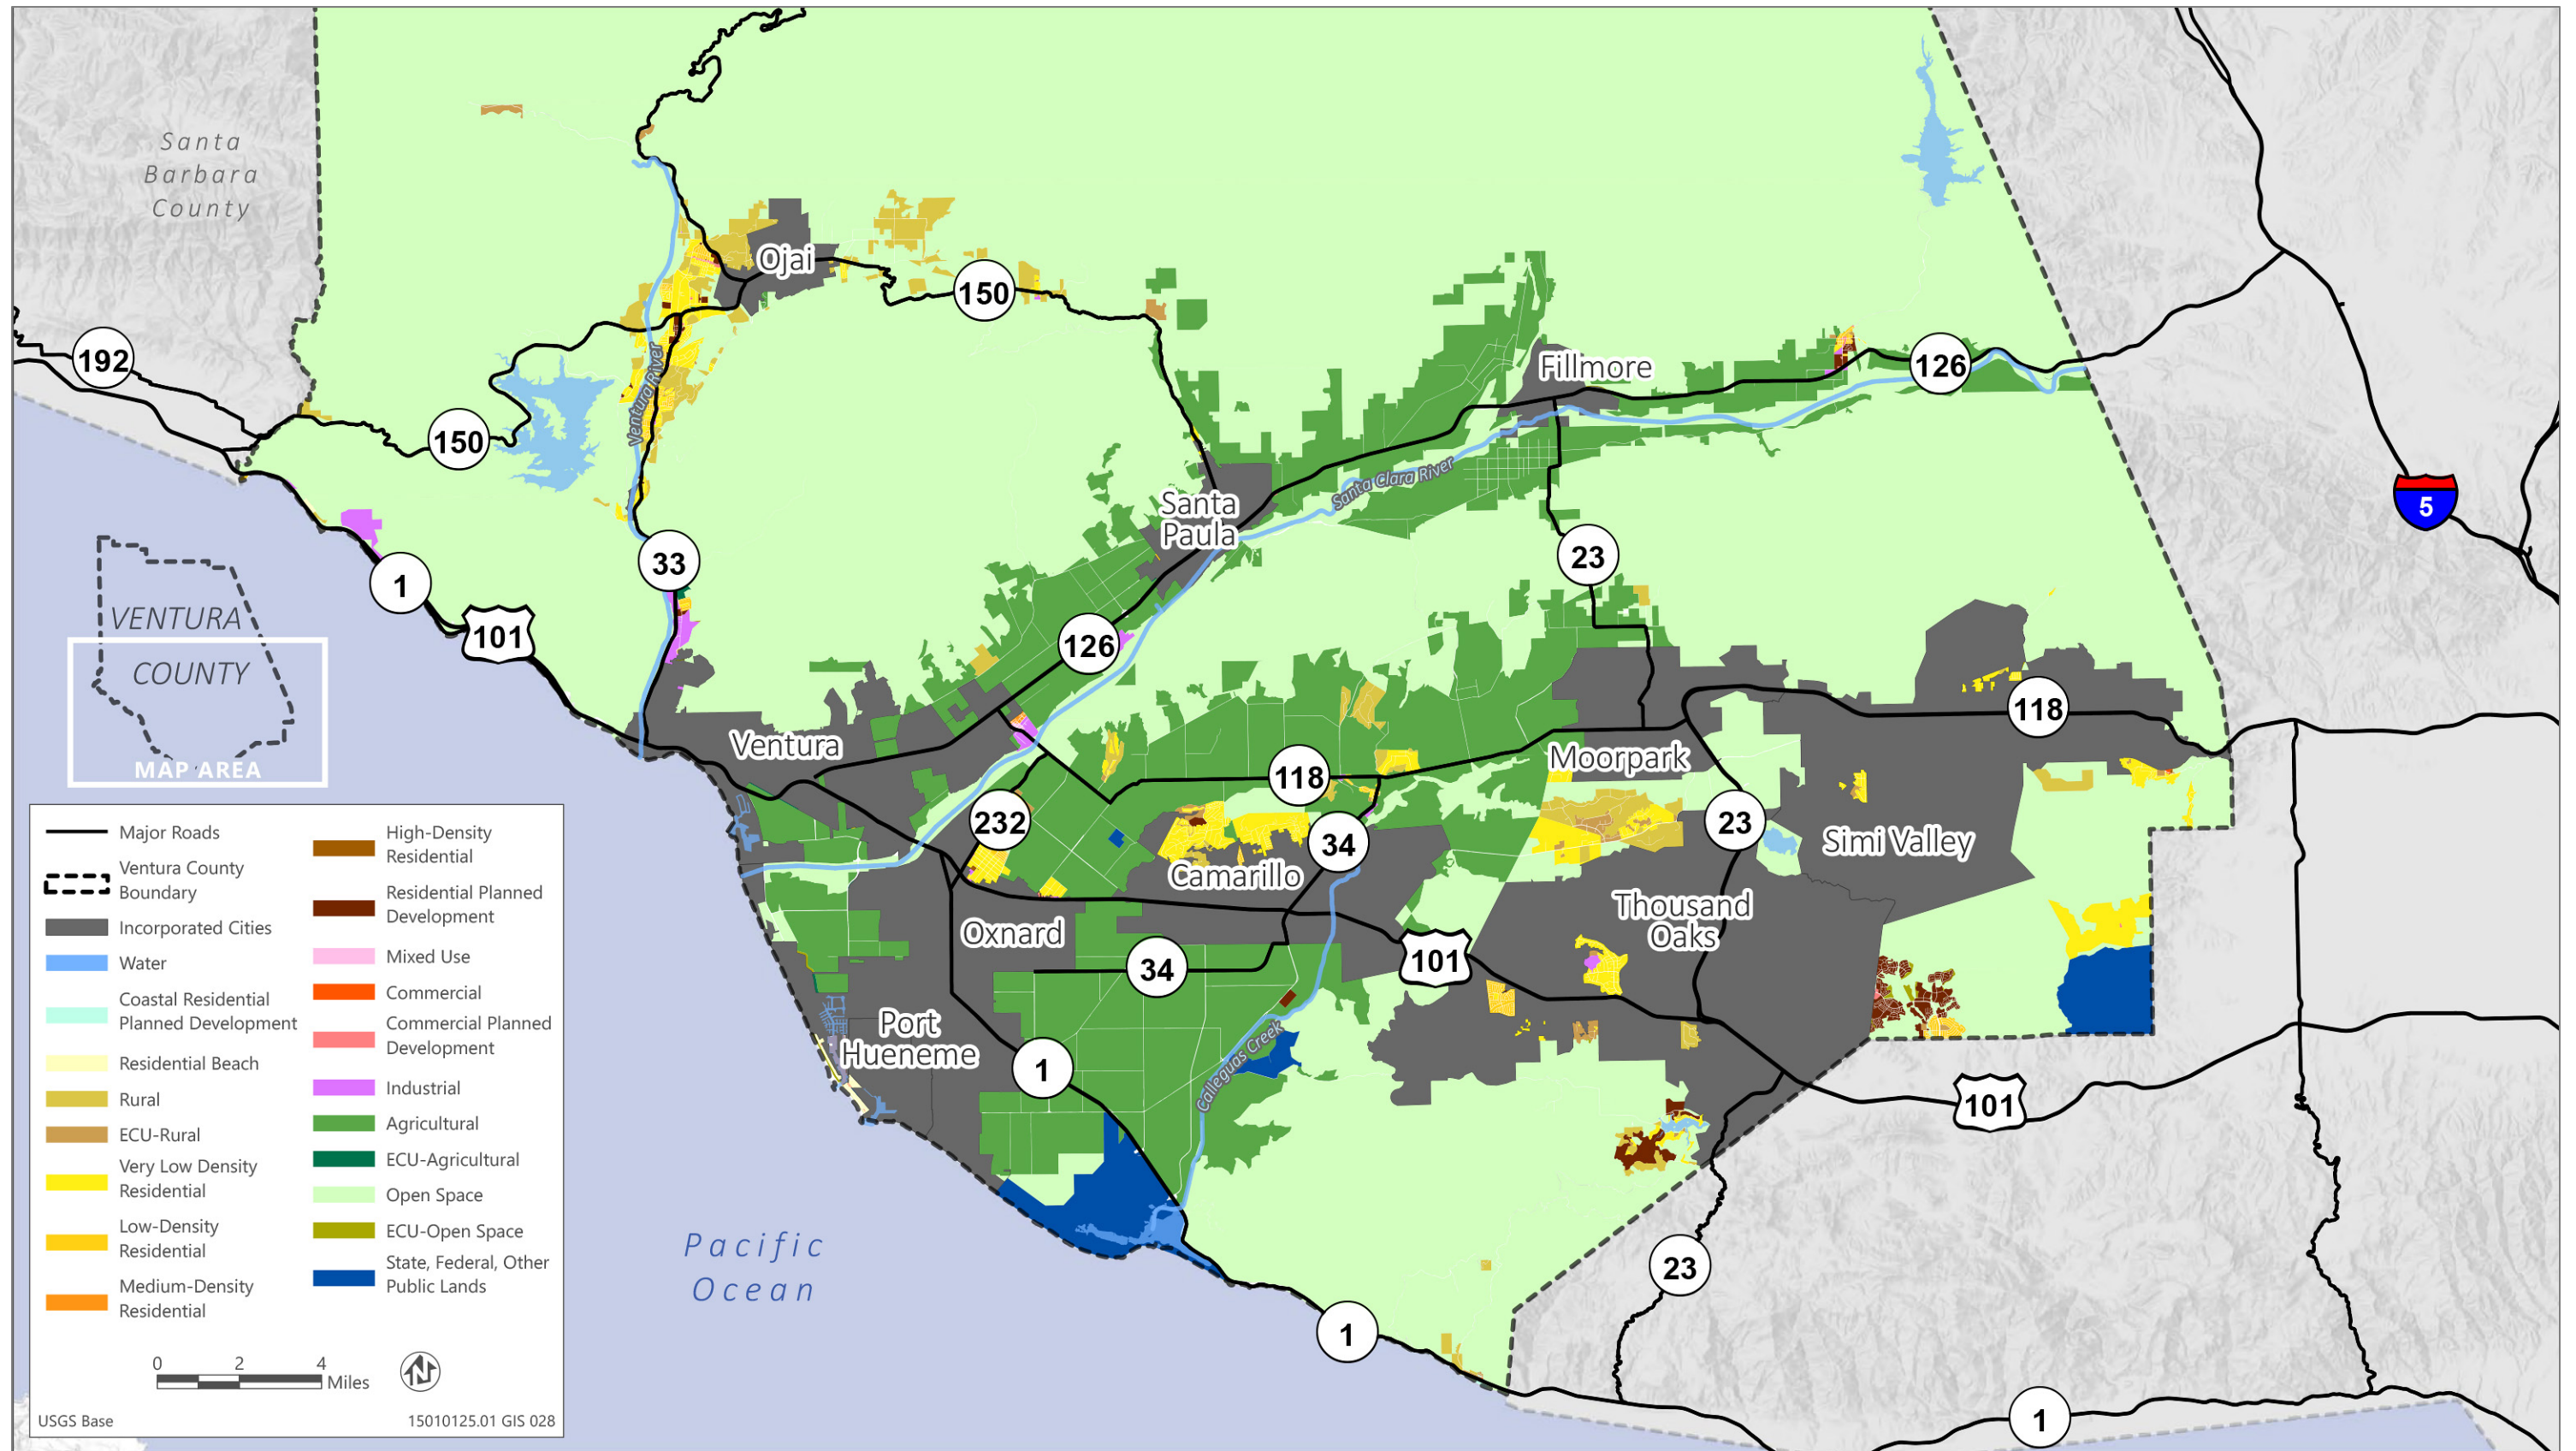 Santa
Barbara
County
192
150
150
Ojai
Ventura River
Fillmore
126
5
Santa Clara River
Santa
Paula
33
23
1
101
126
VENTURA
COUNTY
MAP AREA
118
Ventura
Moorpark
118
232
34
23
Simi Valley
Camarillo
Thousand
Oaks
Oxnard
34
101
Port
Hueneme
1
Calleguas Creek
101
Pacific
Ocean
23
1
1
Major Roads
Ventura County
Boundary
Incorporated Cities
Water
Coastal Residential
Planned Development
Residential Beach
Rural
ECU-Rural
Very Low Density
Residential
Low-Density
Residential
Medium-Density
Residential
High-Density
Residential
Residential Planned
Development
Mixed Use
Commercial
Commercial Planned
Development
Industrial
Agricultural
ECU-Agricultural
Open Space
ECU-Open Space
State, Federal, Other
Public Lands
0 2 4
Miles
N
USGS Base
15010125.01 GIS 028